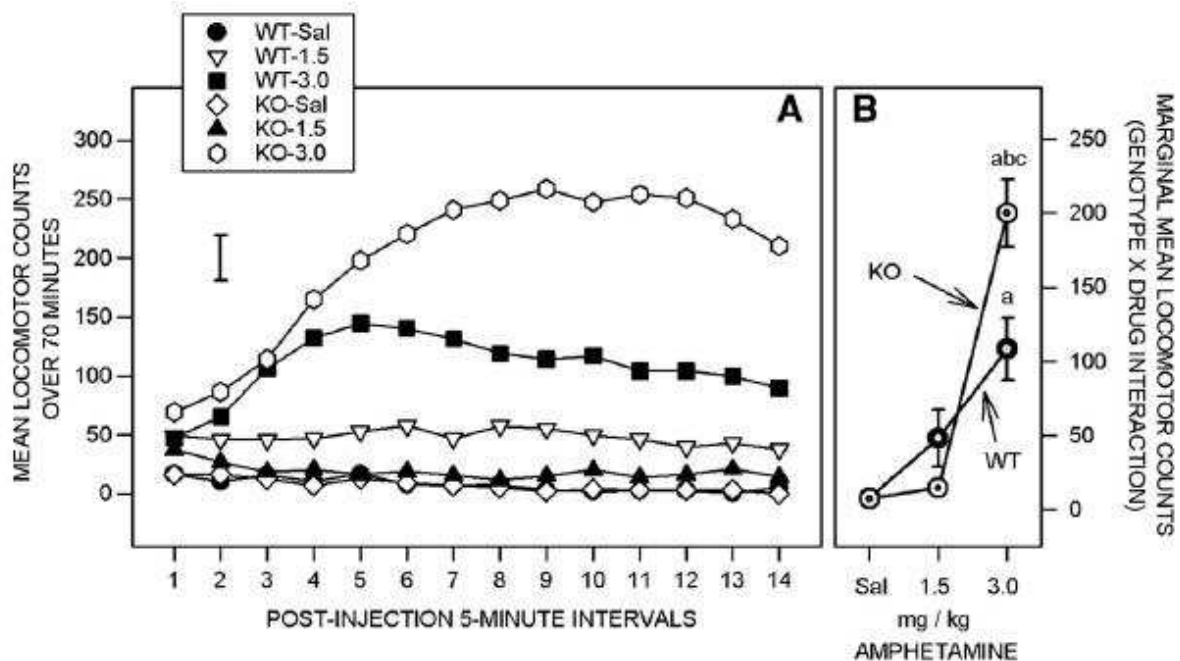 WT-Sal
WT-1.5
WT-3.0
KO-Sal
KO-1.5
KO-3.0
A
B
MEAN LOCOMOTOR COUNTS
OVER 70 MINUTES
300
250
200
150
100
50
0
1 2 3 4 5 6 7 8 9 10 11 12 13 14
POST-INJECTION 5-MINUTE INTERVALS
abc
KO
a
WT
250
200
150
100
50
0
MARGINAL MEAN LOCOMOTOR COUNTS
(GENOTYPE X DRUG INTERACTION)
Sal 1.5 3.0
mg / kg
AMPHETAMINE